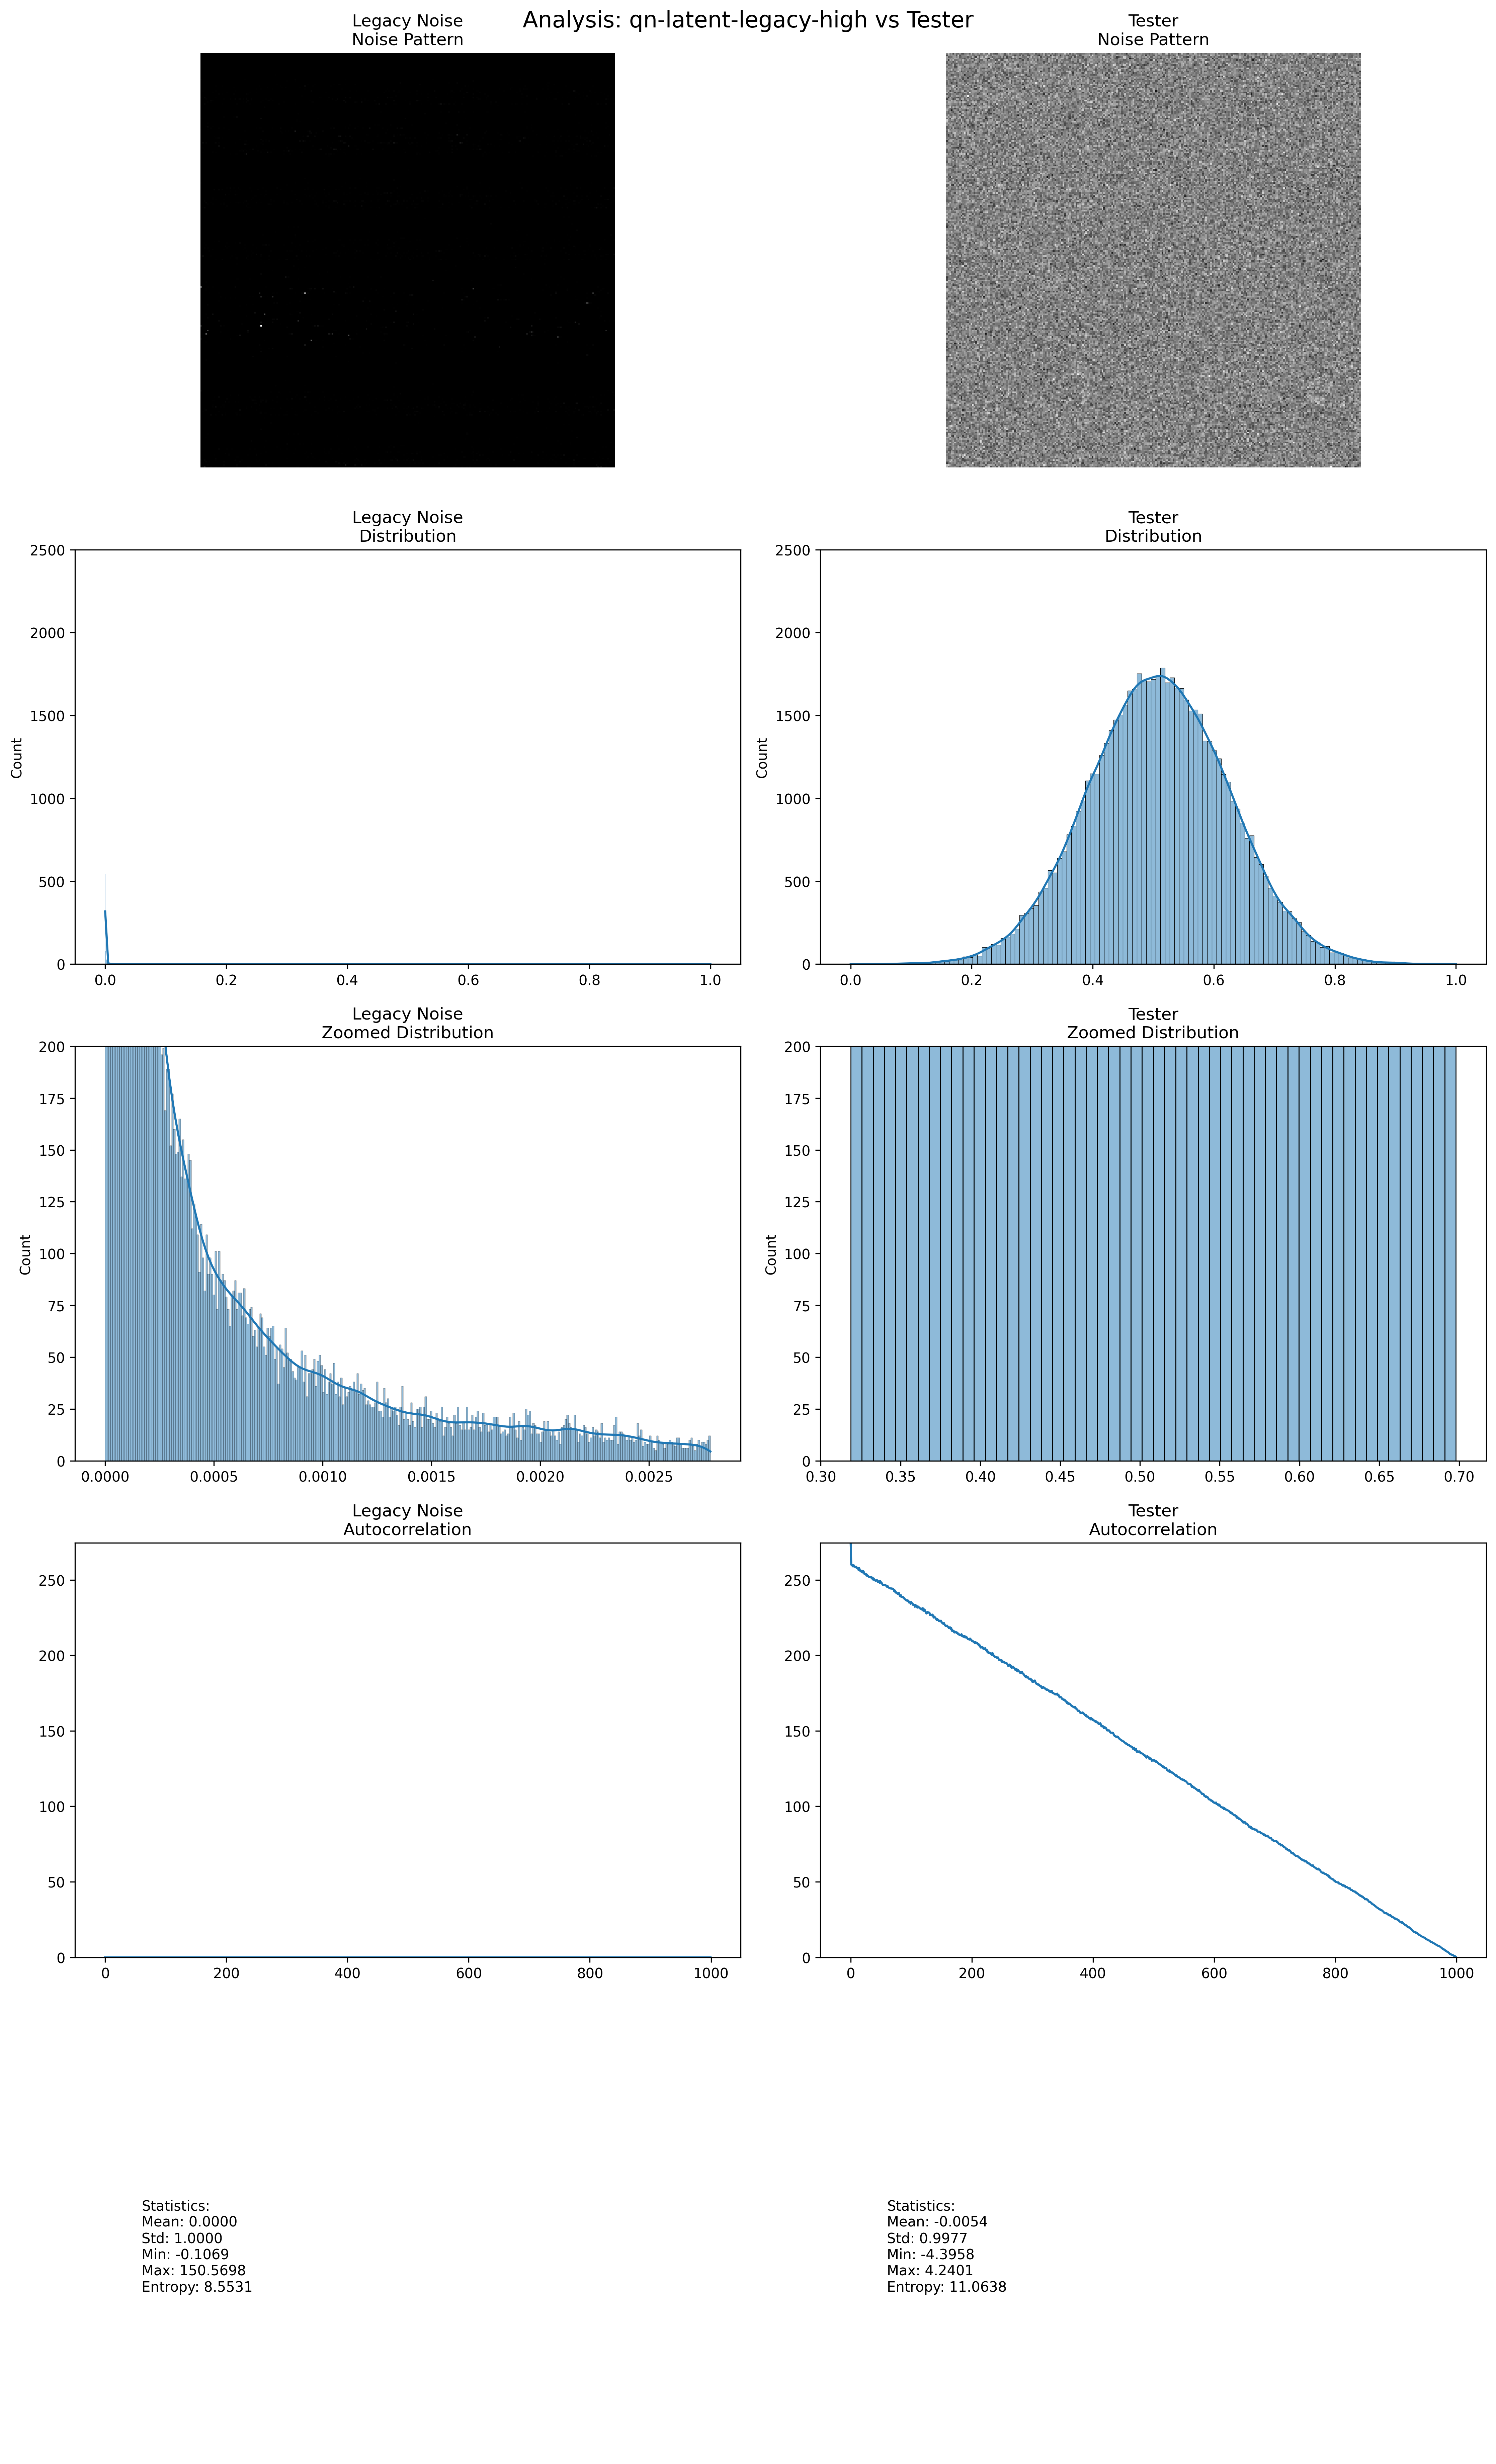 Analysis: qn-latent-legacy-high vs Tester
Legacy Noise
Noise Pattern
Tester
Noise Pattern
Legacy Noise
Distribution
2500
2000
1500
1000
500
0
Count
0.0 0.2 0.4 0.6 0.8 1.0
Tester
Distribution
2500
2000
1500
1000
500
0
Count
0.0 0.2 0.4 0.6 0.8 1.0
Legacy Noise
Zoomed Distribution
200
175
150
125
100
75
50
25
0
Count
0.0000 0.0005 0.0010 0.0015 0.0020 0.0025
Tester
Zoomed Distribution
200
175
150
125
100
75
50
25
0
Count
0.30 0.35 0.40 0.45 0.50 0.55 0.60 0.65 0.70
Legacy Noise
Autocorrelation
250
200
150
100
50
0
0 200 400 600 800 1000
Tester
Autocorrelation
250
200
150
100
50
0
0 200 400 600 800 1000
Statistics:
Mean: 0.0000
Std: 1.0000
Min: -0.1069
Max: 150.5698
Entropy: 8.5531
Statistics:
Mean: -0.0054
Std: 0.9977
Min: -4.3958
Max: 4.2401
Entropy: 11.0638